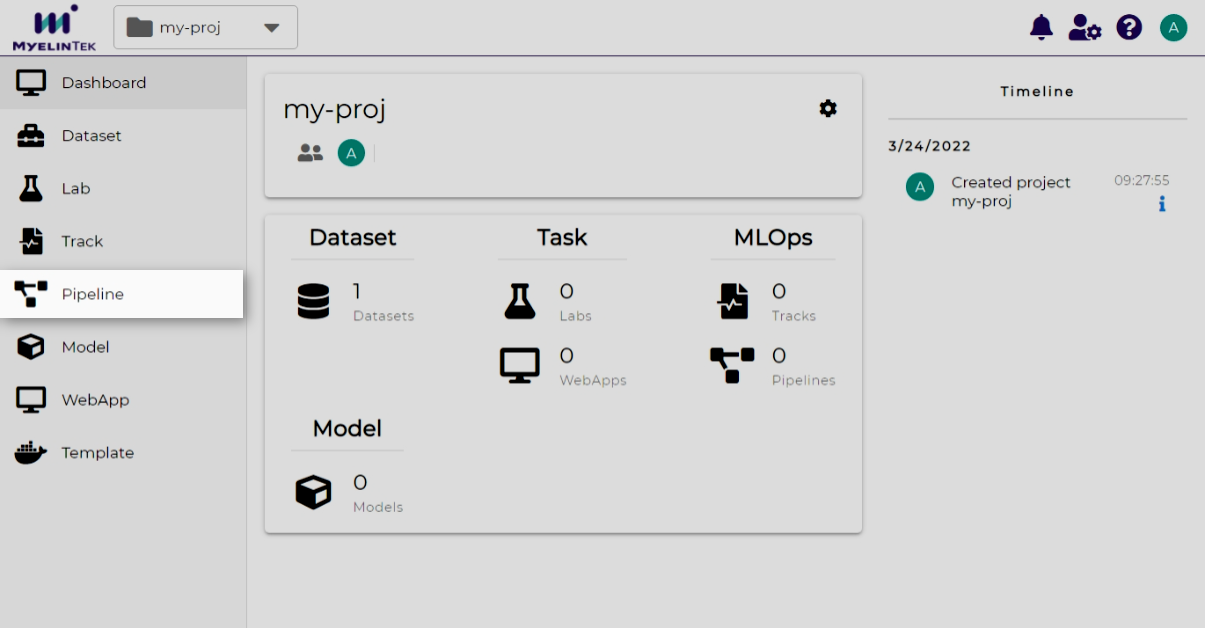 MYELINTEK
my-proj
A
Dashboard
Dataset
Lab
Track
Pipeline
Model
WebApp
Template
my-proj
A
Dataset
1
Datasets
Task
0
Labs
0
WebApps
MLOps
0
Tracks
0
Pipelines
Model
0
Models
Timeline
3/24/2022
A
Created project
my-proj
09:27:55